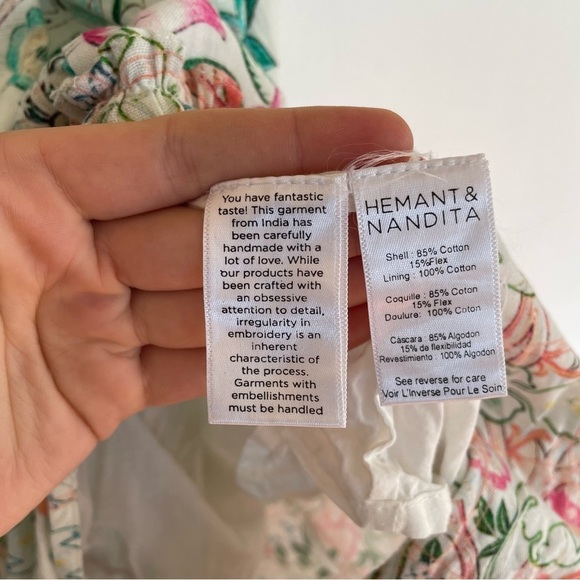 You have fantastic
taste! This garment
from India has
been carefully
handmade with a
lot of love. While
our products have
been crafted with
an obsessive
attention to detail,
irregularity in
embroidery is an
inherent
characteristic of
the process.
Garments with
embellishments
must be handled
HEMANT &
NANDITA
Shell : 85% Cotton
15%Flex
Lining : 100% Cotton
Coquille : 85% Coton
15% Flex
Doulure : 100% Coton
Cascara 85% Algodon
15% de flexibilidad
Revestimiento : 100% Algodon
See reverse for care
Voir L'Inverse Pour Le Soin